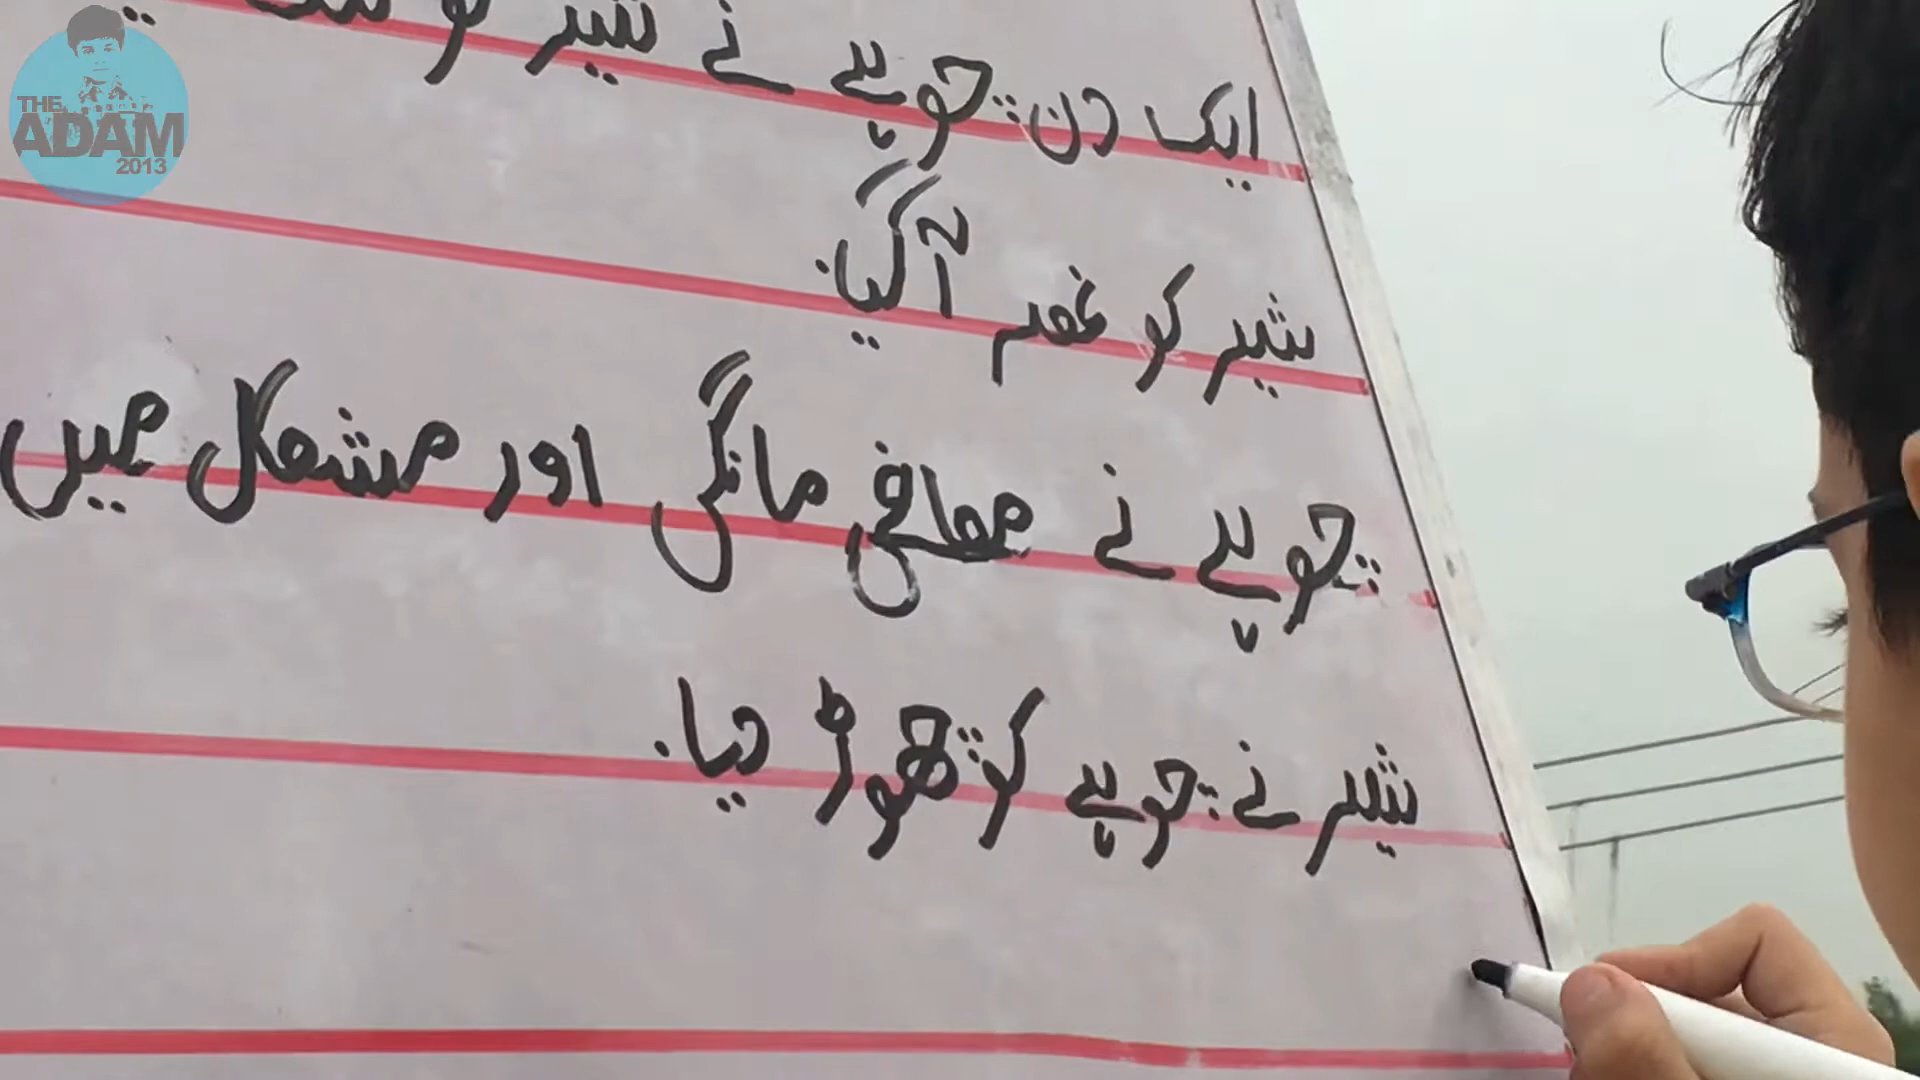 THE
ADAM
2013
ایک دن چوہے نے شیر کو
شیر کو غصہ آگیا۔
چوہے نے معافی مانگی اور مشکل میں
شیر نے چوہے کو چھوڑ دیا۔